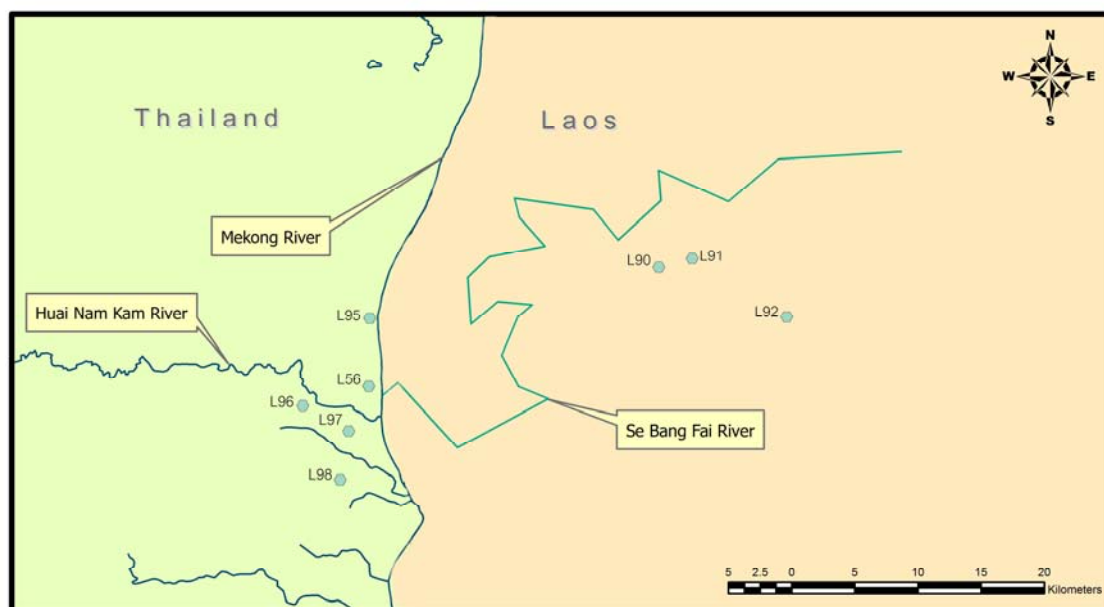 N
W E
S
Thailand
Laos
Mekong River
L90
L91
Huai Nam Kam River
L95
L92
L56
L96
L97
Se Bang Fai River
L98
5 2.5 0 5 10 15 20
Kilometers